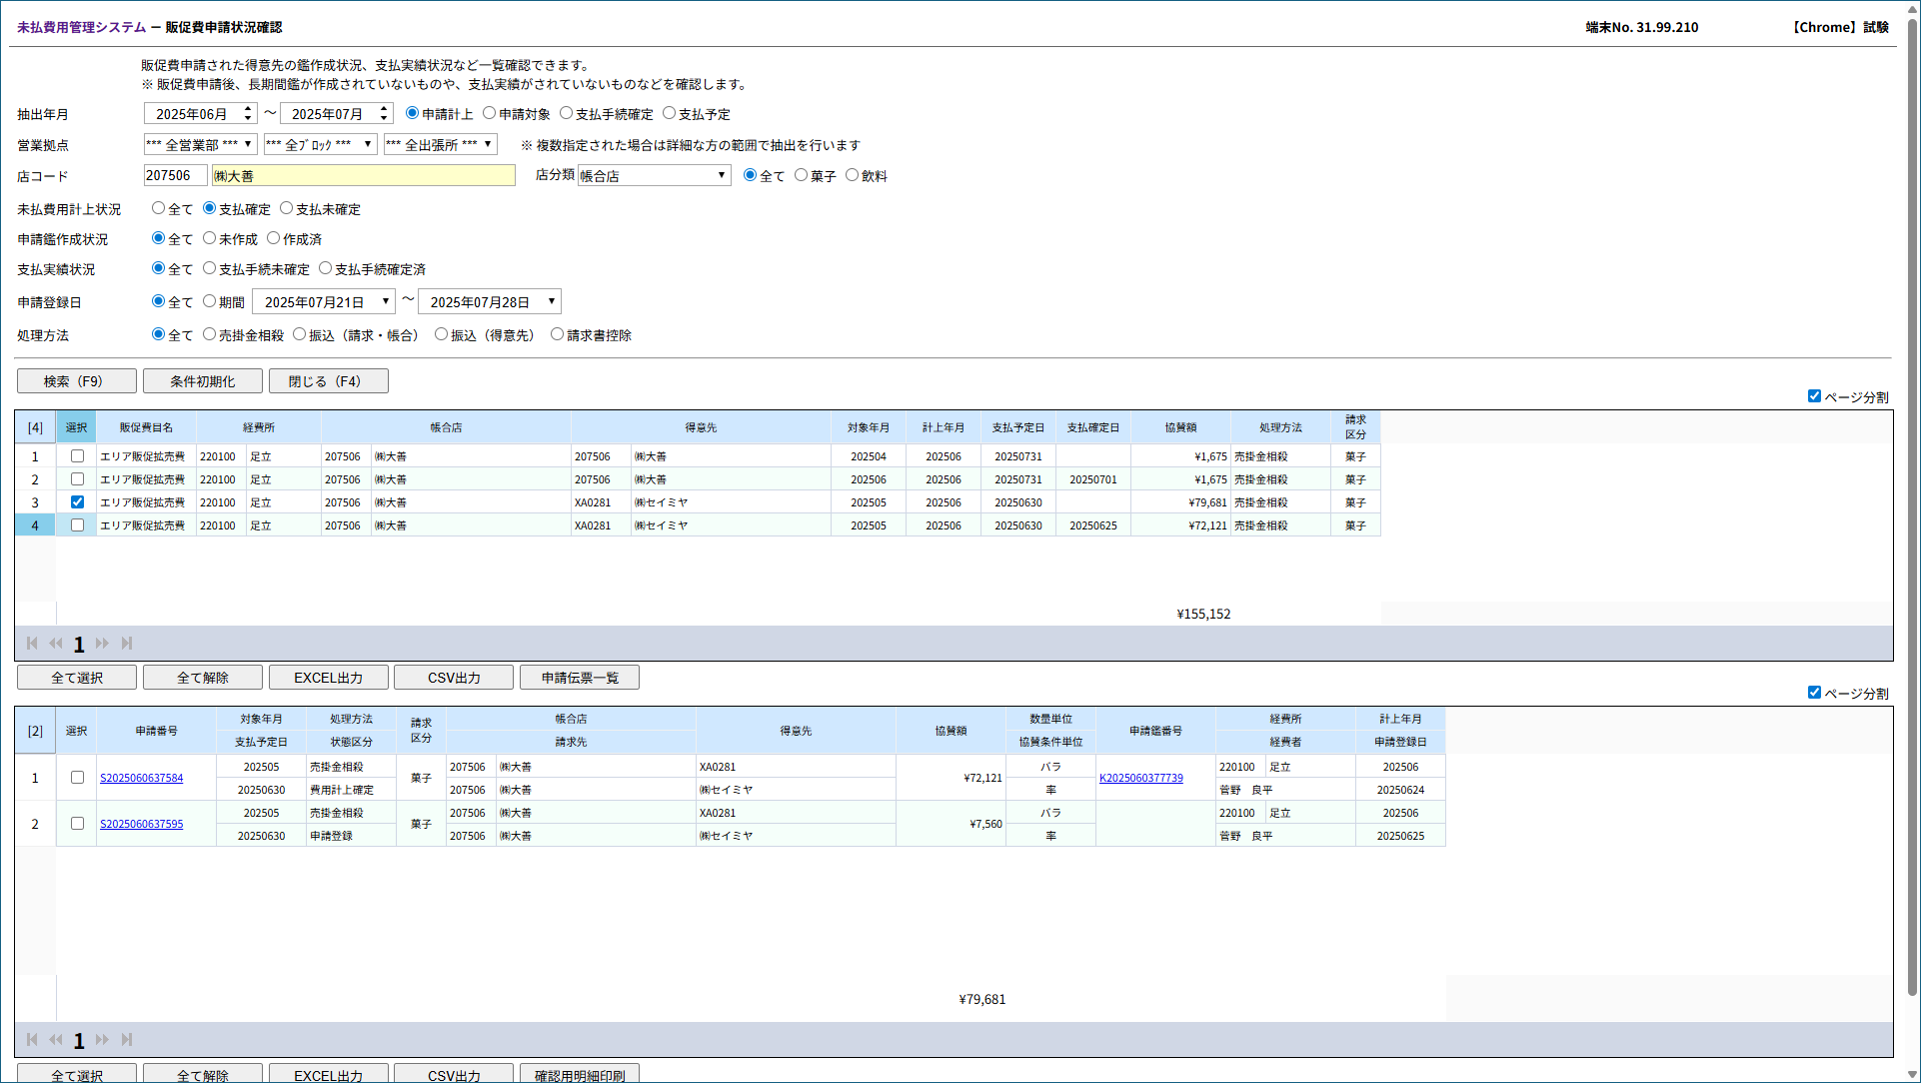 未払費用管理システム － 販促費申請状況確認 端末No. 31.99.210 【Chrome】試験
販促費申請された得意先の鑑作成状況、支払実績状況など一覧確認できます。
※ 販促費申請後、長期間鑑が作成されていないものや、支払実績がされていないものなどを確認します。
抽出年月 2025年06月 ～ 2025年07月 申請計上 申請対象 支払手続確定 支払予定
営業拠点 *** 全営業部 *** *** 全ﾌﾞﾛｯｸ *** *** 全出張所 *** ※ 複数指定された場合は詳細な方の範囲で抽出を行います
店コード 207506 ㈱大善 店分類 帳合店 全て 菓子 飲料
未払費用計上状況 全て 支払確定 支払未確定
申請鑑作成状況 全て 未作成 作成済
支払実績状況 全て 支払手続未確定 支払手続確定済
申請登録日 全て 期間 2025年07月21日 ～ 2025年07月28日
処理方法 全て 売掛金相殺 振込（請求・帳合） 振込（得意先） 請求書控除
検索（F9） 条件初期化 閉じる（F4）
ページ分割
[4] 選択 販促費目名 経費所 帳合店 得意先 対象年月 計上年月 支払予定日 支払確定日 協賛額 処理方法 請求区分
1 エリア販促拡売費 220100 足立 207506 ㈱大善 207506 ㈱大善 202504 202506 20250731 ¥1,675 売掛金相殺 菓子
2 エリア販促拡売費 220100 足立 207506 ㈱大善 207506 ㈱大善 202506 202506 20250731 20250701 ¥1,675 売掛金相殺 菓子
3 エリア販促拡売費 220100 足立 207506 ㈱大善 XA0281 ㈱セイミヤ 202505 202506 20250630 ¥79,681 売掛金相殺 菓子
4 エリア販促拡売費 220100 足立 207506 ㈱大善 XA0281 ㈱セイミヤ 202505 202506 20250630 20250625 ¥72,121 売掛金相殺 菓子
¥155,152
1
全て選択 全て解除 EXCEL出力 CSV出力 申請伝票一覧
ページ分割
[2] 選択 申請番号 対象年月 処理方法 請求区分 帳合店 得意先 協賛額 数量単位 申請鑑番号 経費所 計上年月
支払予定日 状態区分 請求先 協賛条件単位 経費者 申請登録日
1 S2025060637584 202505 売掛金相殺 菓子 207506 ㈱大善 XA0281 ¥72,121 バラ K2025060377739 220100 足立 202506
20250630 費用計上確定 207506 ㈱大善 ㈱セイミヤ 率 菅野　良平 20250624
2 S2025060637595 202505 売掛金相殺 菓子 207506 ㈱大善 XA0281 ¥7,560 バラ 220100 足立 202506
20250630 申請登録 207506 ㈱大善 ㈱セイミヤ 率 菅野　良平 20250625
¥79,681
1
全て選択 全て解除 EXCEL出力 CSV出力 確認用明細印刷